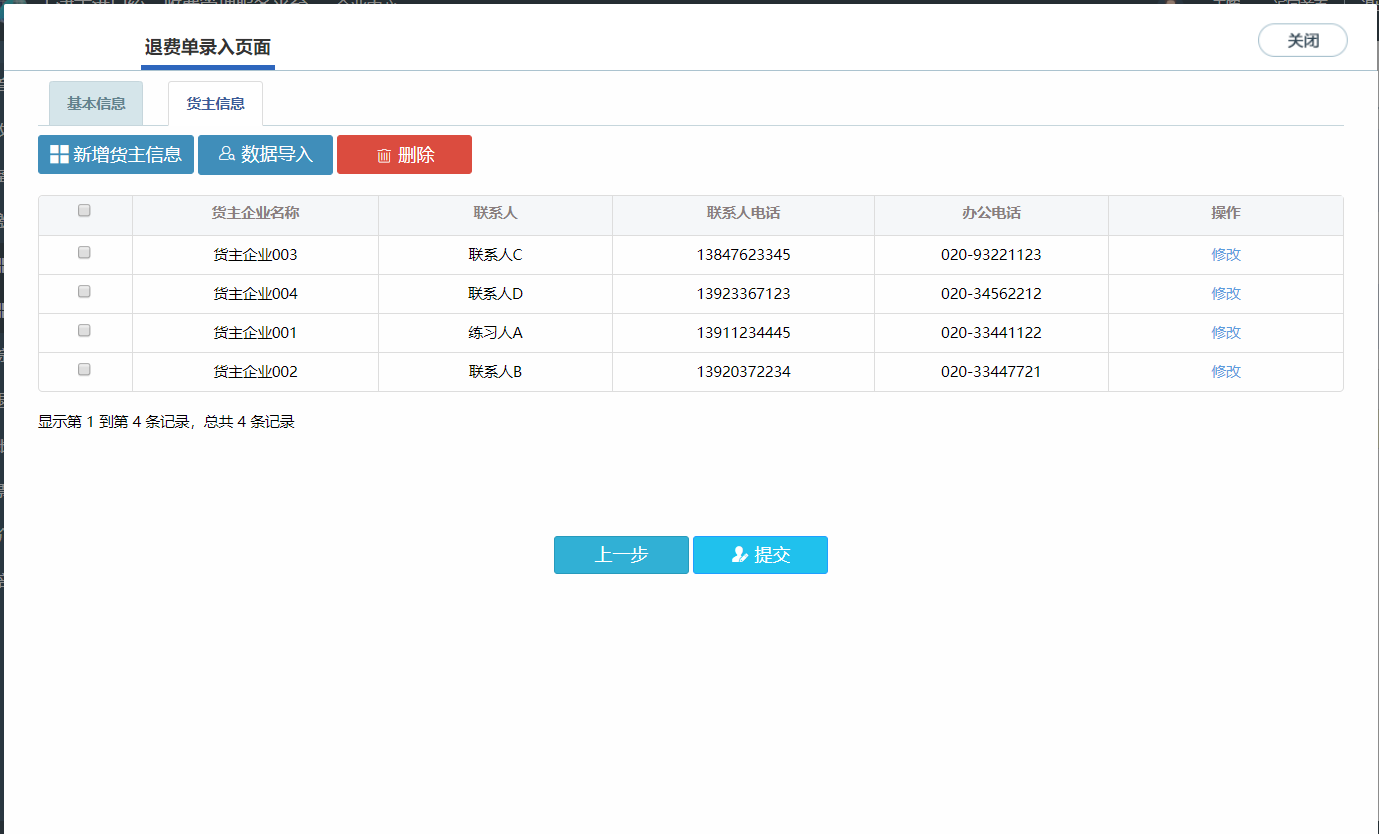 退费单录入页面
关闭
基本信息 货主信息
新增货主信息 数据导入 删除
货主企业名称 联系人 联系人电话 办公电话 操作
货主企业003 联系人C 13847623345 020-93221123 修改
货主企业004 联系人D 13923367123 020-34562212 修改
货主企业001 练习人A 13911234445 020-33441122 修改
货主企业002 联系人B 13920372234 020-33447721 修改
显示第 1 到第 4 条记录，总共 4 条记录
上一步 提交